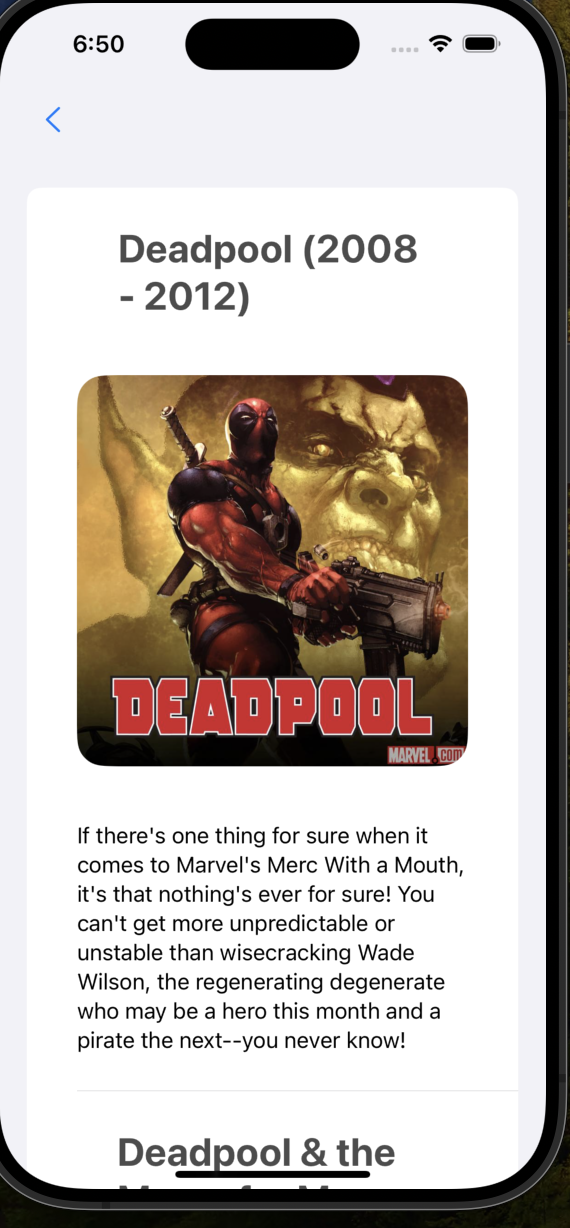 6:50
Deadpool (2008
- 2012)
DEADPOOL
MARVEL.COM
If there's one thing for sure when it
comes to Marvel's Merc With a Mouth,
it's that nothing's ever for sure! You
can't get more unpredictable or
unstable than wisecracking Wade
Wilson, the regenerating degenerate
who may be a hero this month and a
pirate the next--you never know!
Deadpool & the